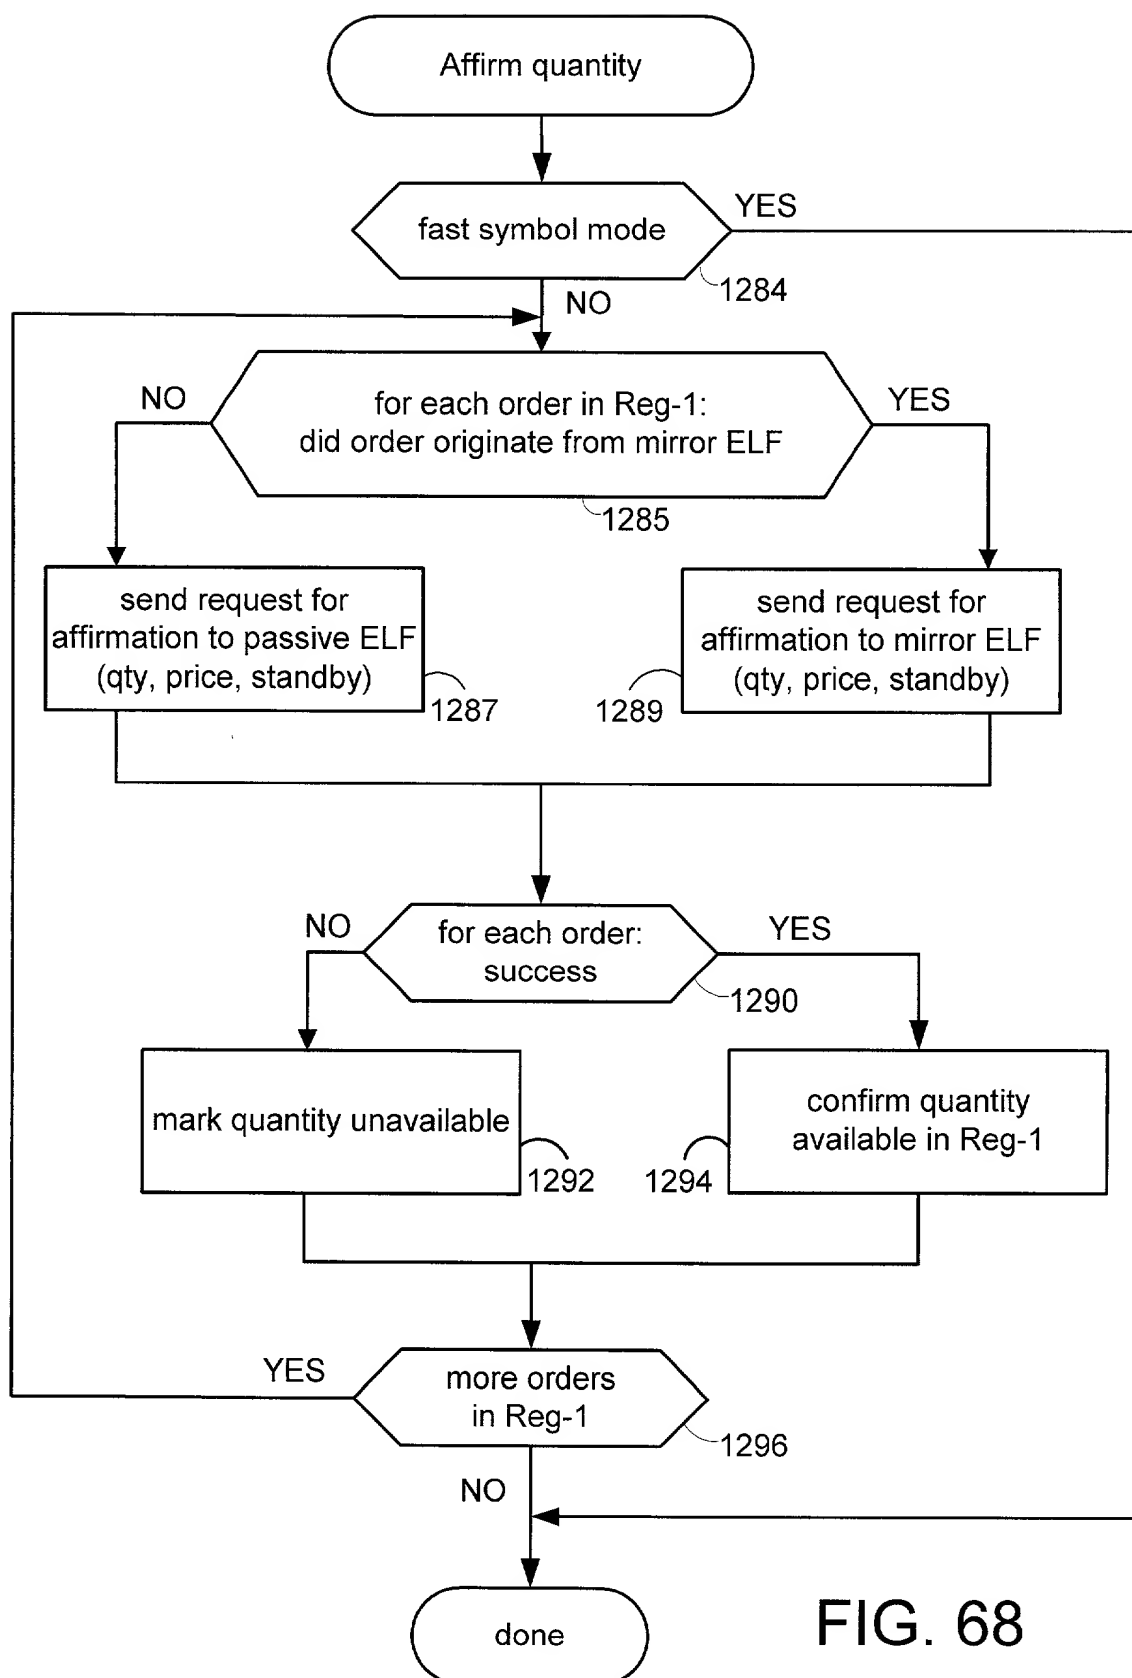 Affirm quantity
fast symbol mode
YES
1284
NO
for each order in Reg-1:
did order originate from mirror ELF
NO
YES
1285
send request for
affirmation to passive ELF
(qty, price, standby)
1287
send request for
affirmation to mirror ELF
(qty, price, standby)
1289
for each order:
success
NO
YES
1290
mark quantity unavailable
1292
confirm quantity
available in Reg-1
1294
more orders
in Reg-1
YES
1296
NO
done
FIG. 68